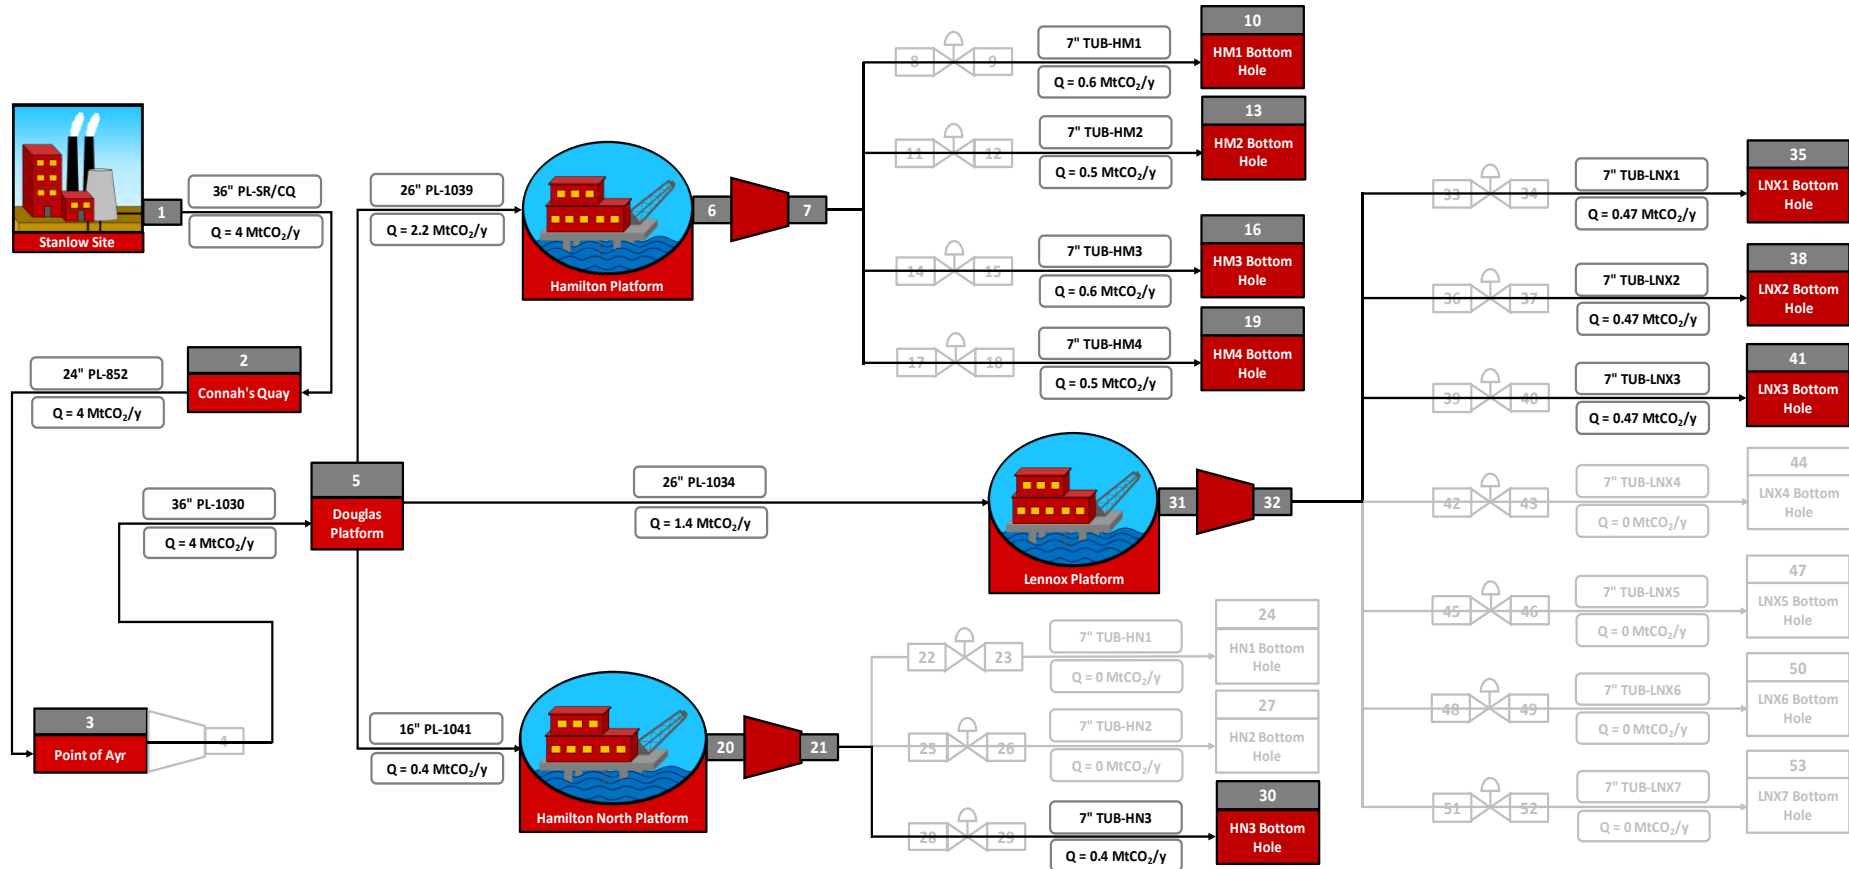 1
Stanlow Site
36" PL-SR/CQ
Q = 4 MtCO₂/y
2
Connah's Quay
24" PL-852
Q = 4 MtCO₂/y
3
Point of Ayr
4
36" PL-1030
Q = 4 MtCO₂/y
5
Douglas
Platform
26" PL-1039
Q = 2.2 MtCO₂/y
Hamilton Platform
6
7
8
9
7" TUB-HM1
Q = 0.6 MtCO₂/y
10
HM1 Bottom
Hole
11
12
7" TUB-HM2
Q = 0.5 MtCO₂/y
13
HM2 Bottom
Hole
14
15
7" TUB-HM3
Q = 0.6 MtCO₂/y
16
HM3 Bottom
Hole
17
18
7" TUB-HM4
Q = 0.5 MtCO₂/y
19
HM4 Bottom
Hole
26" PL-1034
Q = 1.4 MtCO₂/y
Lennox Platform
31
32
33
34
7" TUB-LNX1
Q = 0.47 MtCO₂/y
35
LNX1 Bottom
Hole
36
37
7" TUB-LNX2
Q = 0.47 MtCO₂/y
38
LNX2 Bottom
Hole
39
40
7" TUB-LNX3
Q = 0.47 MtCO₂/y
41
LNX3 Bottom
Hole
42
43
7" TUB-LNX4
Q = 0 MtCO₂/y
44
LNX4 Bottom
Hole
45
46
7" TUB-LNX5
Q = 0 MtCO₂/y
47
LNX5 Bottom
Hole
48
49
7" TUB-LNX6
Q = 0 MtCO₂/y
50
LNX6 Bottom
Hole
51
52
7" TUB-LNX7
Q = 0 MtCO₂/y
53
LNX7 Bottom
Hole
16" PL-1041
Q = 0.4 MtCO₂/y
Hamilton North Platform
20
21
22
23
7" TUB-HN1
Q = 0 MtCO₂/y
24
HN1 Bottom
Hole
25
26
7" TUB-HN2
Q = 0 MtCO₂/y
27
HN2 Bottom
Hole
28
29
7" TUB-HN3
Q = 0.4 MtCO₂/y
30
HN3 Bottom
Hole